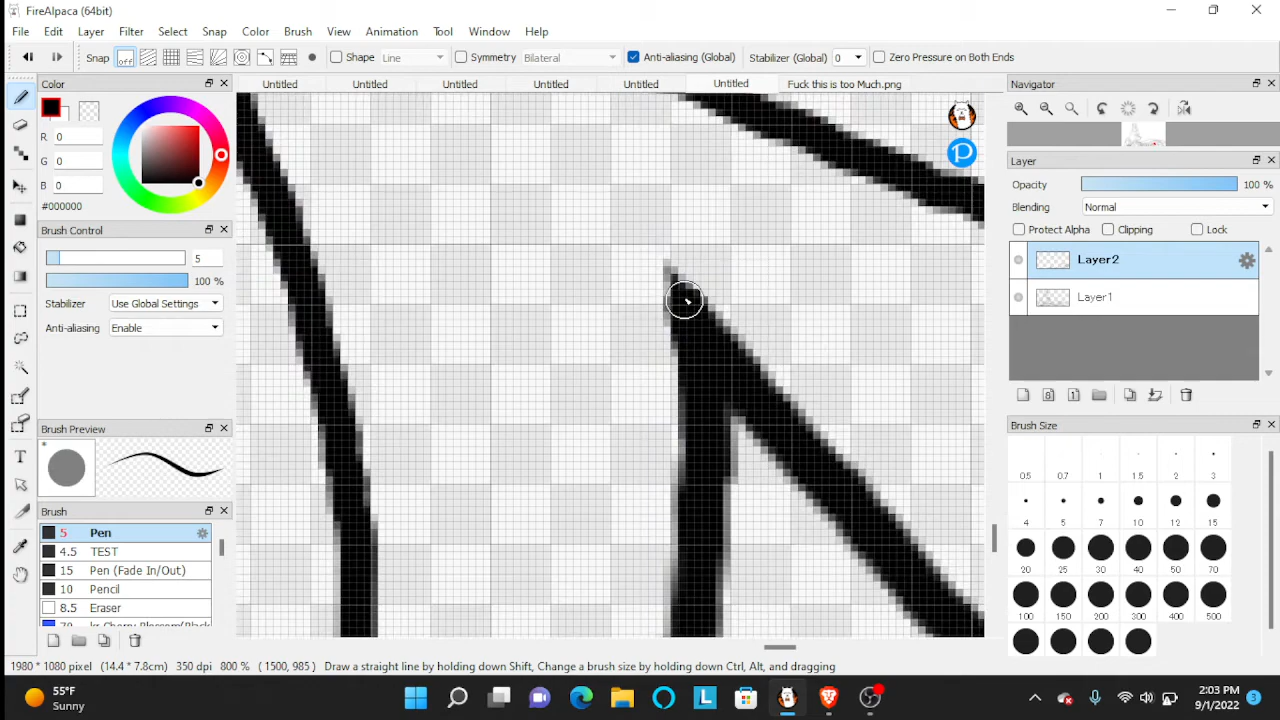 FireAlpaca (64bit)
File Edit Layer Filter Select Snap Color Brush View Animation Tool Window Help
Snap Shape Line Symmetry Bilateral Anti-aliasing (Global) Stabilizer (Global) 0 Zero Pressure on Both Ends
Color
Untitled Untitled Untitled Untitled Untitled Untitled Fuck this is too Much.png
Navigator
R 0
G 0
B 0
#000000
Layer
Opacity 100 %
Blending Normal
Brush Control
Protect Alpha Clipping Lock
5
Layer2
100 %
Stabilizer Use Global Settings
Layer1
Anti-aliasing Enable
Brush Preview
Brush Size
0.5 0.7 1 1.5 2 3
4 5 7 10 12 15
Brush
5 Pen
4.5 TEST
20 25 30 40 50 70
15 Pen (Fade In/Out)
10 Pencil
8.5 Eraser
100 150 200 300 400 500
1980 * 1080 pixel (14.4 * 7.8cm) 350 dpi 800 % ( 1500, 985 ) Draw a straight line by holding down Shift, Change a brush size by holding down Ctrl, Alt, and dragging
55°F
Sunny
L
2:03 PM
9/1/2022
3